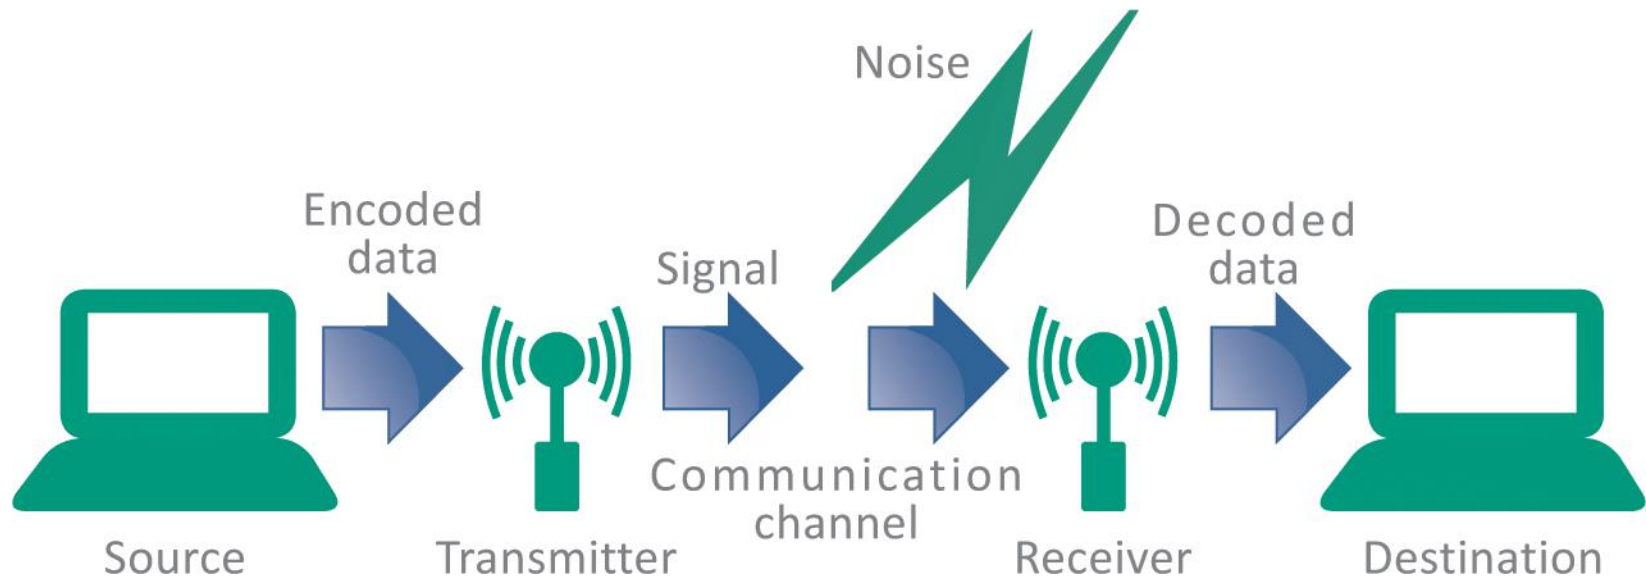 Noise
Encoded
data
Signal
Decoded
data
Communication
channel
Source
Transmitter
Receiver
Destination